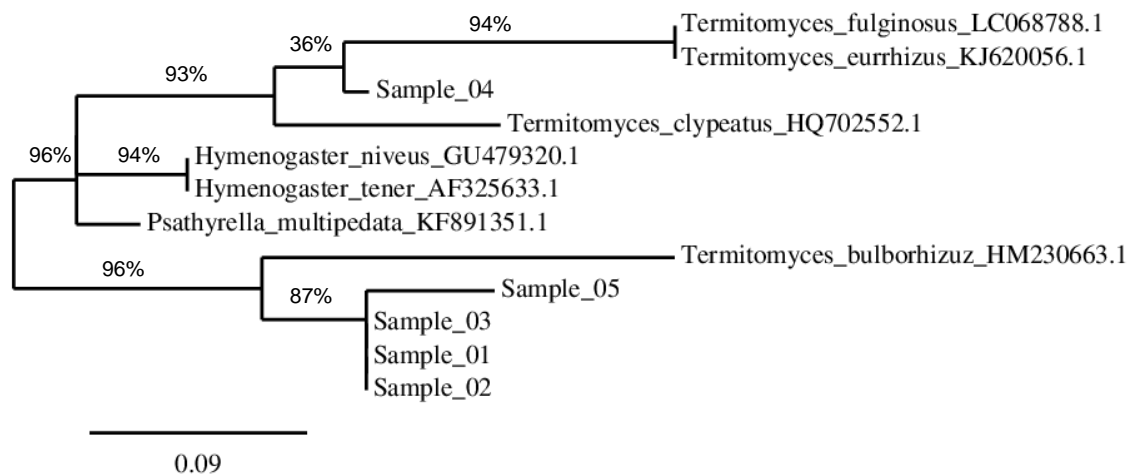 94%
Termitomyces_fulginosus_LC068788.1
36%
Termitomyces_eurrhizus_KJ620056.1
93%
Sample_04
Termitomyces_clypeatus_HQ702552.1
96%
94%
Hymenogaster_niveus_GU479320.1
Hymenogaster_tener_AF325633.1
Psathyrella_multipedata_KF891351.1
96%
Termitomyces_bulborhizuz_HM230663.1
87%
Sample_05
Sample_03
Sample_01
Sample_02
0.09